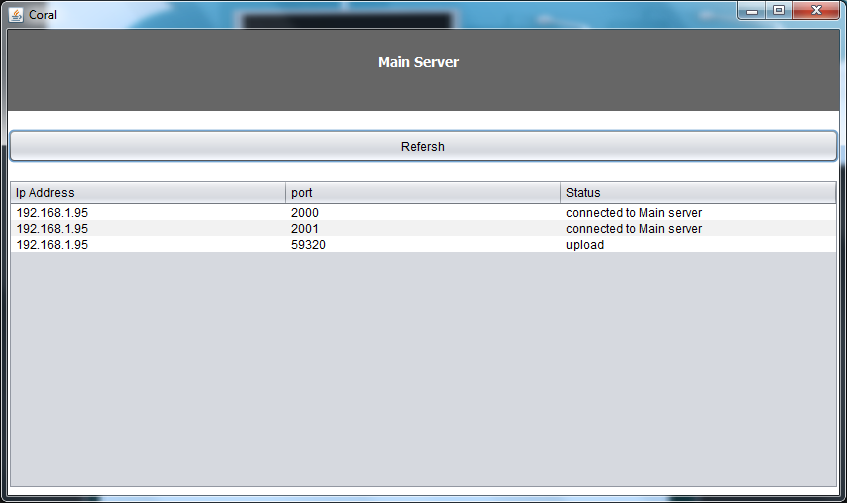 Coral
Main Server
Refersh
Ip Address port Status
192.168.1.95 2000 connected to Main server
192.168.1.95 2001 connected to Main server
192.168.1.95 59320 upload